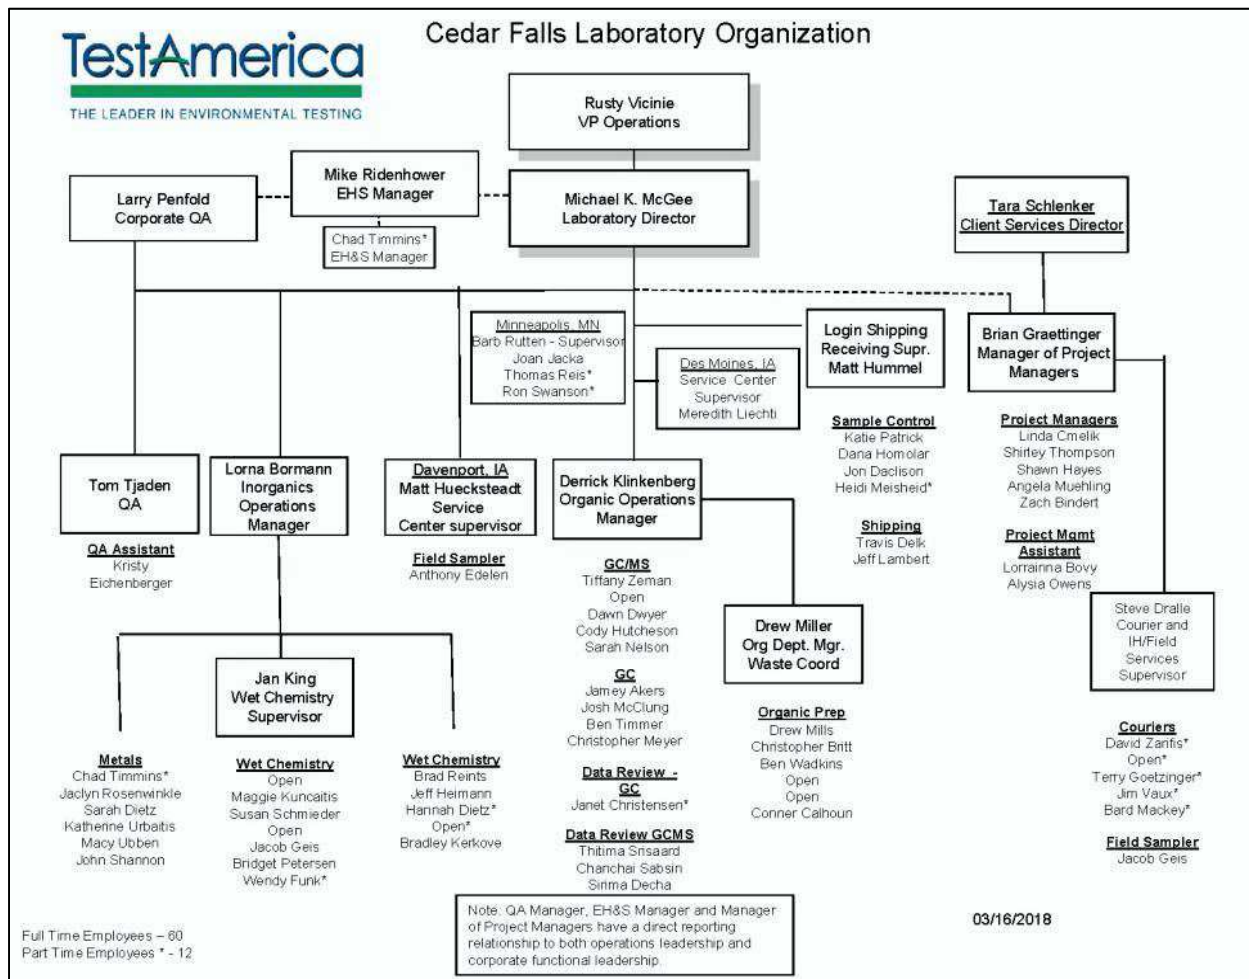 TestAmerica
THE LEADER IN ENVIRONMENTAL TESTING
Cedar Falls Laboratory Organization
Rusty Vicinie
VP Operations
Mike Ridenhower
EHS Manager
Larry Penfold
Corporate QA
Michael K. McGee
Laboratory Director
Tara Schlenker
Client Services Director
Chad Timmins*
EH&S Manager
Minneapolis, MN
Barb Rutten - Supervisor
Joan Jacka
Thomas Reis*
Ron Swanson*
Des Moines, IA
Service Center
Supervisor
Meredith Liechti
Login Shipping
Receiving Supr.
Matt Hummel
Brian Graettinger
Manager of Project
Managers
Sample Control
Katie Patrick
Dana Homolar
Jon Daclison
Heidi Meisheid*
Shipping
Travis Delk
Jeff Lambert
Project Managers
Linda Cmelik
Shirley Thompson
Shawn Hayes
Angela Muehling
Zach Bindert
Project Mgmt
Assistant
Lorrainna Bovy
Alysia Owens
Tom Tjaden
QA
QA Assistant
Kristy
Eichenberger
Lorna Bormann
Inorganics
Operations
Manager
Davenport, IA
Matt Huecksteadt
Service
Center supervisor
Field Sampler
Anthony Edelen
Derrick Klinkenberg
Organic Operations
Manager
GC/MS
Tiffany Zeman
Open
Dawn Dwyer
Cody Hutcheson
Sarah Nelson
GC
Jamey Akers
Josh McClung
Ben Timmer
Christopher Meyer
Data Review -
GC
Janet Christensen*
Data Review GCMS
Thitima Srisaard
Chanchai Sabsin
Sirima Decha
Drew Miller
Org Dept. Mgr.
Waste Coord
Organic Prep
Drew Mills
Christopher Britt
Ben Wadkins
Open
Open
Conner Calhoun
Steve Dralle
Courier and
IH/Field
Services
Supervisor
Couriers
David Zarifis*
Open*
Terry Goetzinger*
Jim Vaux*
Bard Mackey*
Field Sampler
Jacob Geis
Jan King
Wet Chemistry
Supervisor
Metals
Chad Timmins*
Jaclyn Rosenwinkle
Sarah Dietz
Katherine Urbaitis
Macy Ubben
John Shannon
Wet Chemistry
Open
Maggie Kuncaitis
Susan Schmieder
Open
Jacob Geis
Bridget Petersen
Wendy Funk*
Wet Chemistry
Brad Reints
Jeff Heimann
Hannah Dietz*
Open*
Bradley Kerkove
Note: QA Manager, EH&S Manager and Manager
of Project Managers have a direct reporting
relationship to both operations leadership and
corporate functional leadership.
03/16/2018
Full Time Employees – 60
Part Time Employees * - 12